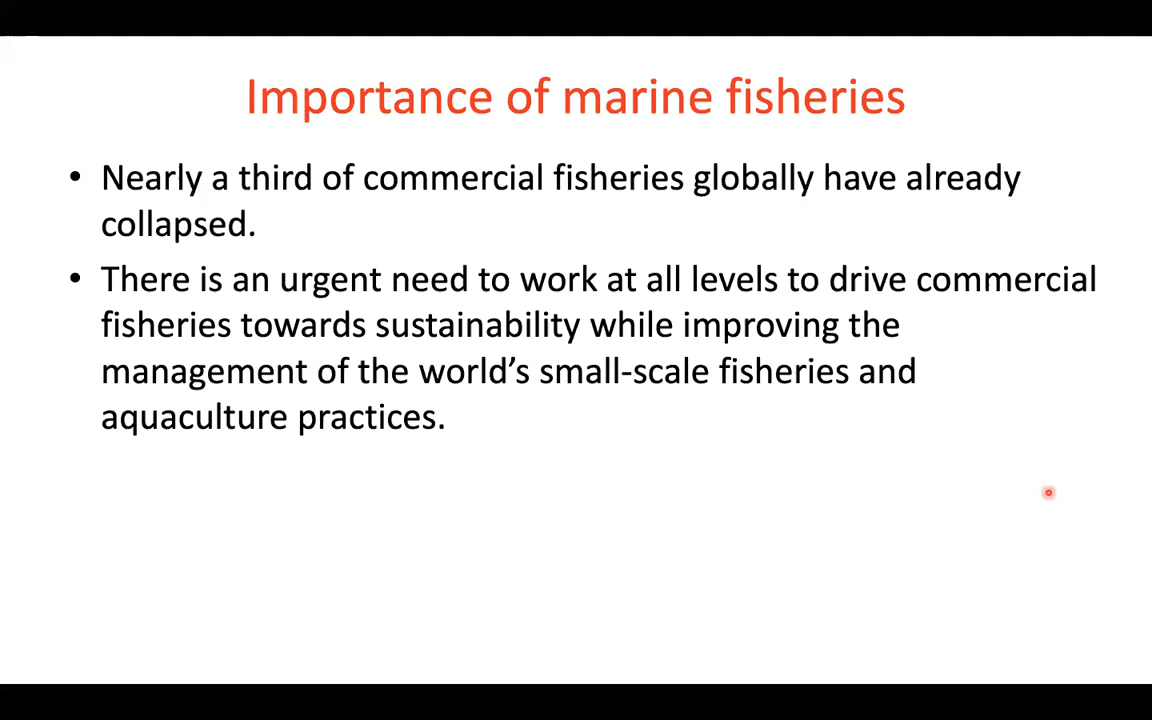 Importance of marine fisheries
• Nearly a third of commercial fisheries globally have already
collapsed.
• There is an urgent need to work at all levels to drive commercial
fisheries towards sustainability while improving the
management of the world’s small-scale fisheries and
aquaculture practices.